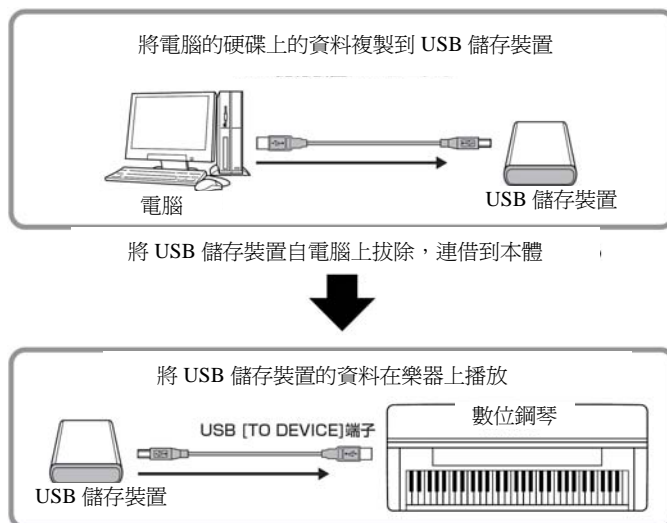 將電腦的硬碟上的資料複製到 USB 儲存裝置
電腦
USB 儲存裝置
將 USB 儲存裝置自電腦上拔除，連借到本體
將 USB 儲存裝置的資料在樂器上播放
數位鋼琴
USB [TO DEVICE]端子
USB 儲存裝置